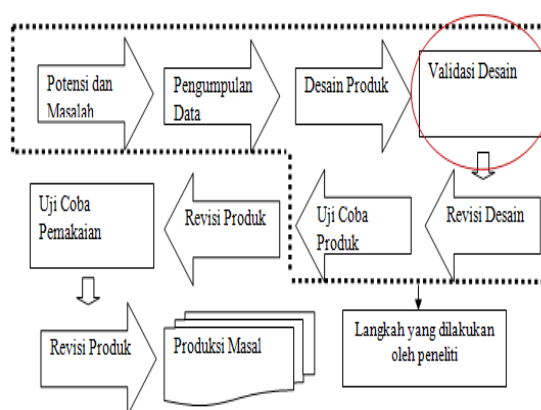 Potensi dan
Masalah
Pengumpulan
Data
Desain Produk
Validasi Desain
Revisi Desain
Uji Coba
Produk
Revisi Produk
Uji Coba
Pemakaian
Revisi Produk
Produksi Masal
Langkah yang dilakukan
oleh peneliti